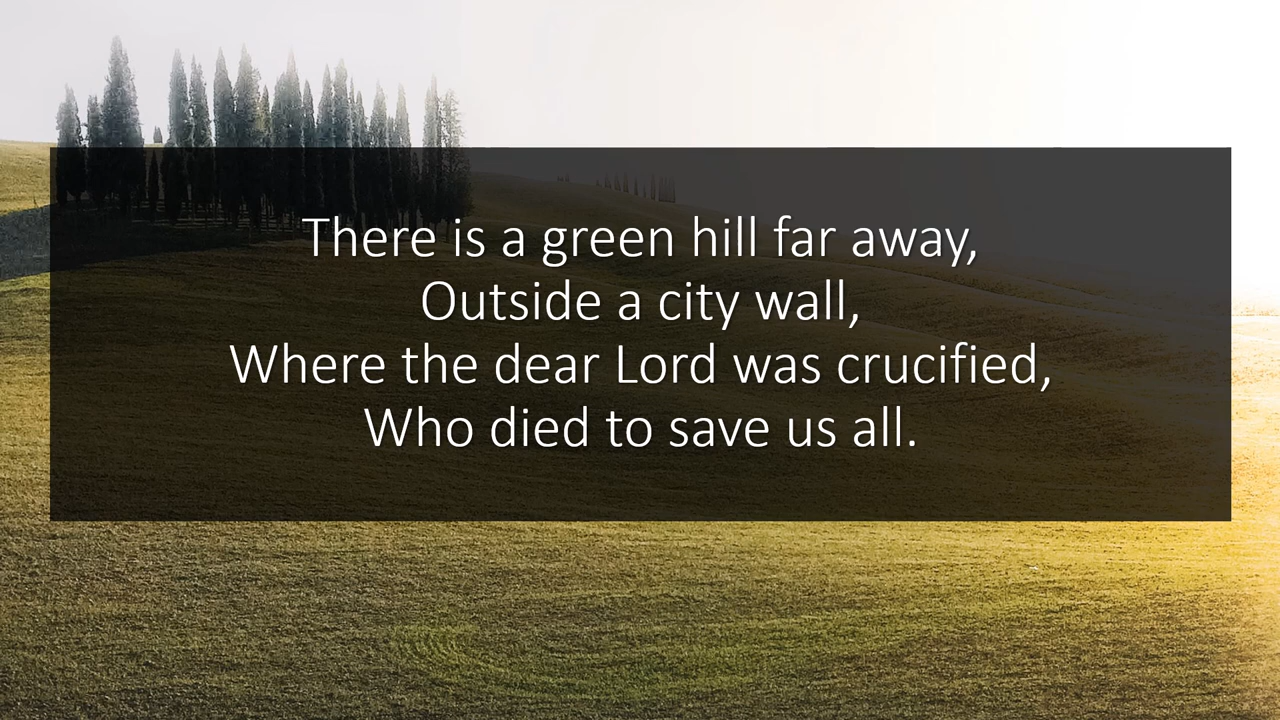 There is a green hill far away,
Outside a city wall,
Where the dear Lord was crucified,
Who died to save us all.